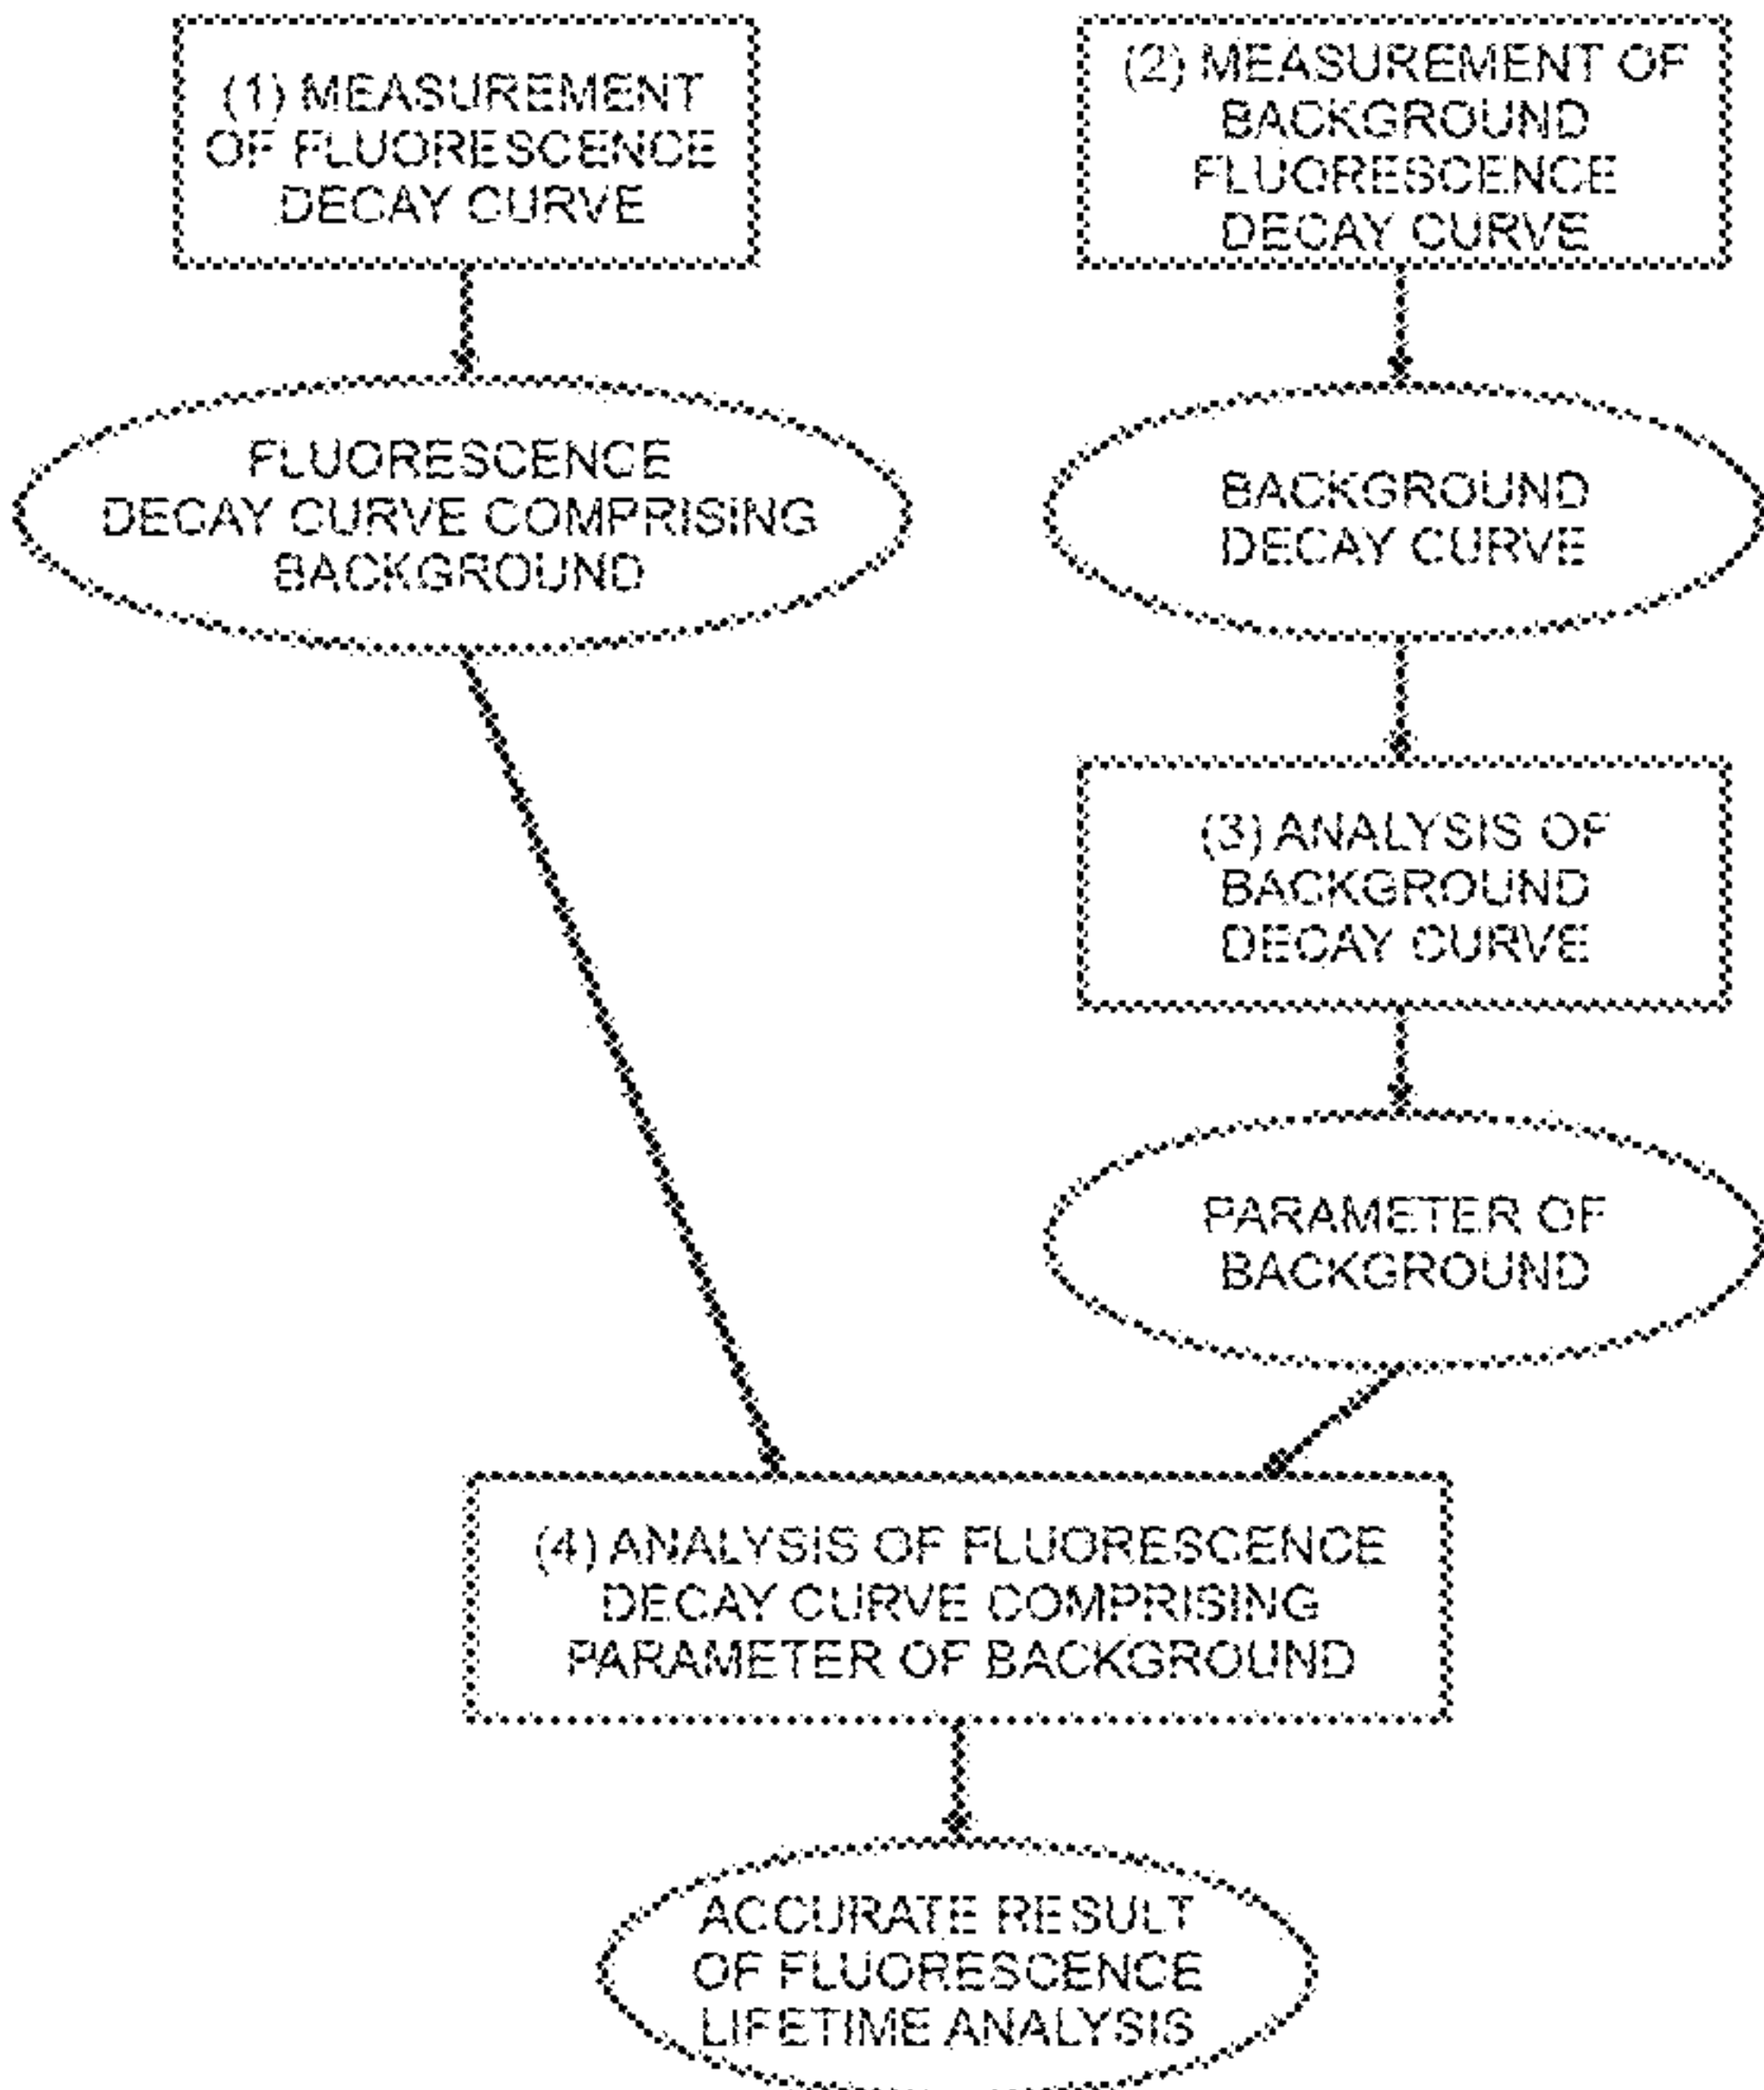 (1) MEASUREMENT
OF FLUORESCENCE
DECAY CURVE
(2) MEASUREMENT OF
BACKGROUND
FLUORESCENCE
DECAY CURVE
FLUORESCENCE
DECAY CURVE COMPRISING
BACKGROUND
BACKGROUND
DECAY CURVE
(3) ANALYSIS OF
BACKGROUND
DECAY CURVE
PARAMETER OF
BACKGROUND
(4) ANALYSIS OF FLUORESCENCE
DECAY CURVE COMPRISING
PARAMETER OF BACKGROUND
ACCURATE RESULT
OF FLUORESCENCE
LIFETIME ANALYSIS